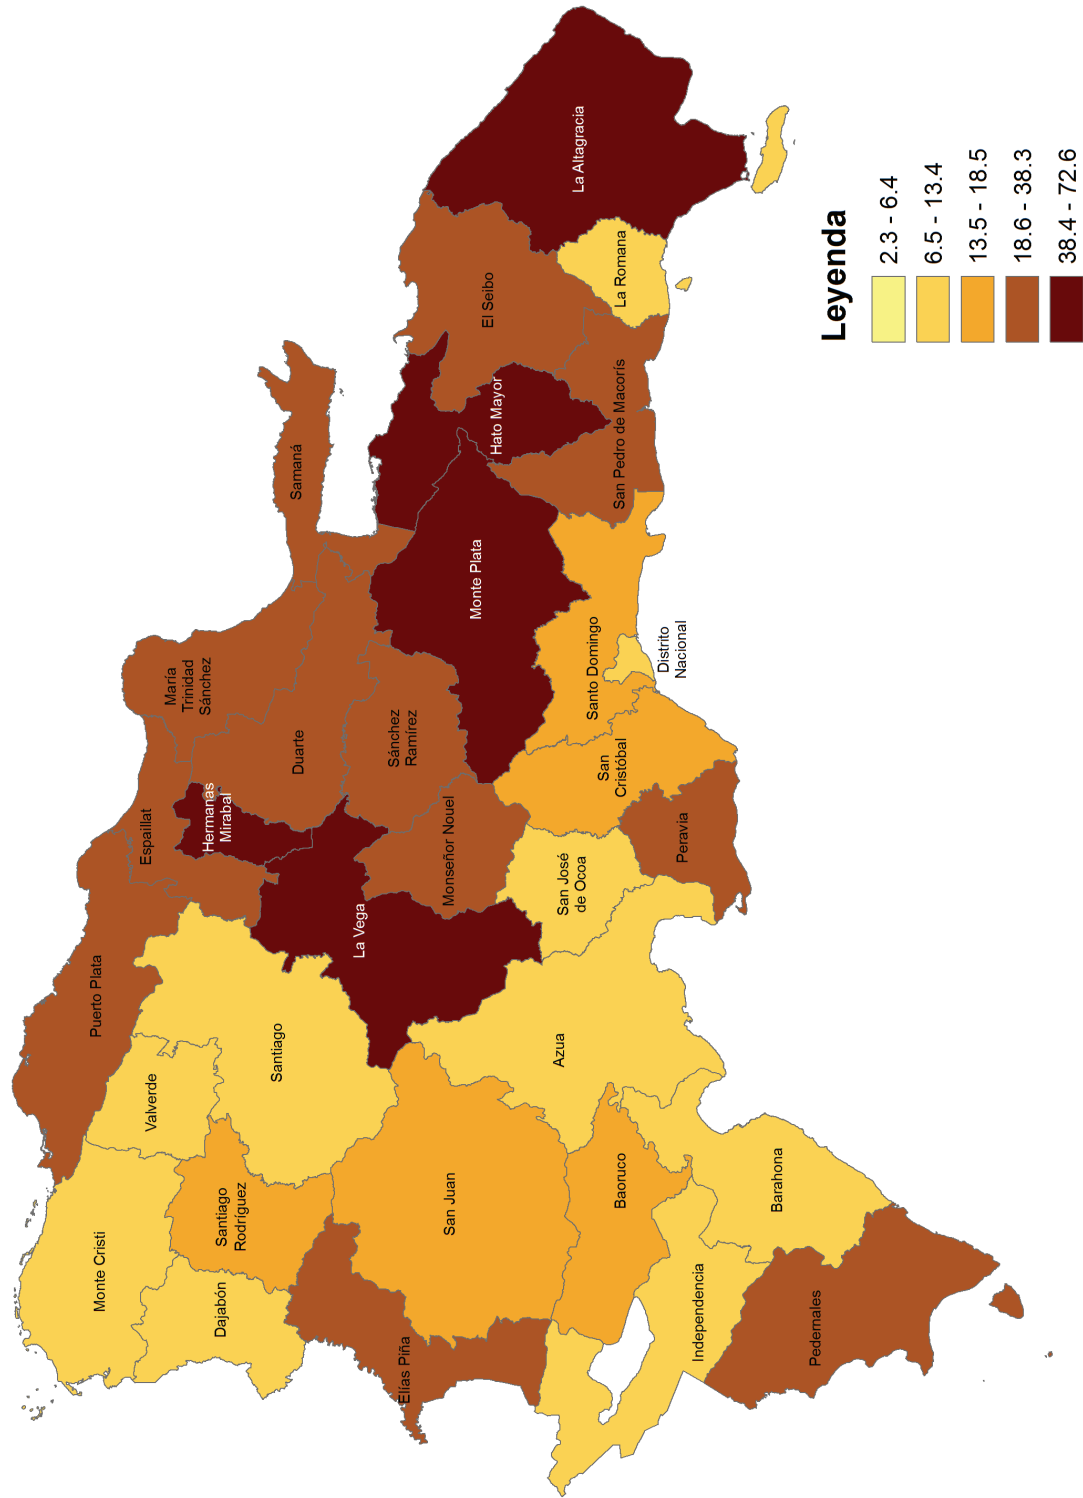 Puerto Plata
Espaillat
María
Trinidad
Sánchez
Samaná
Monte Cristi
Valverde
Hermanas
Mirabal
Dajabón
Santiago
Rodríguez
Santiago
Duarte
La Vega
Sánchez
Ramírez
Elías Piña
San Juan
Monseñor Nouel
Monte Plata
Hato Mayor
El Seibo
La Altagracia
Azua
San José
de Ocoa
San
Cristóbal
Santo Domingo
San Pedro de Macorís
La Romana
Baoruco
Peravia
Distrito
Nacional
Independencia
Barahona
Pedernales
Leyenda
2.3 - 6.4
6.5 - 13.4
13.5 - 18.5
18.6 - 38.3
38.4 - 72.6